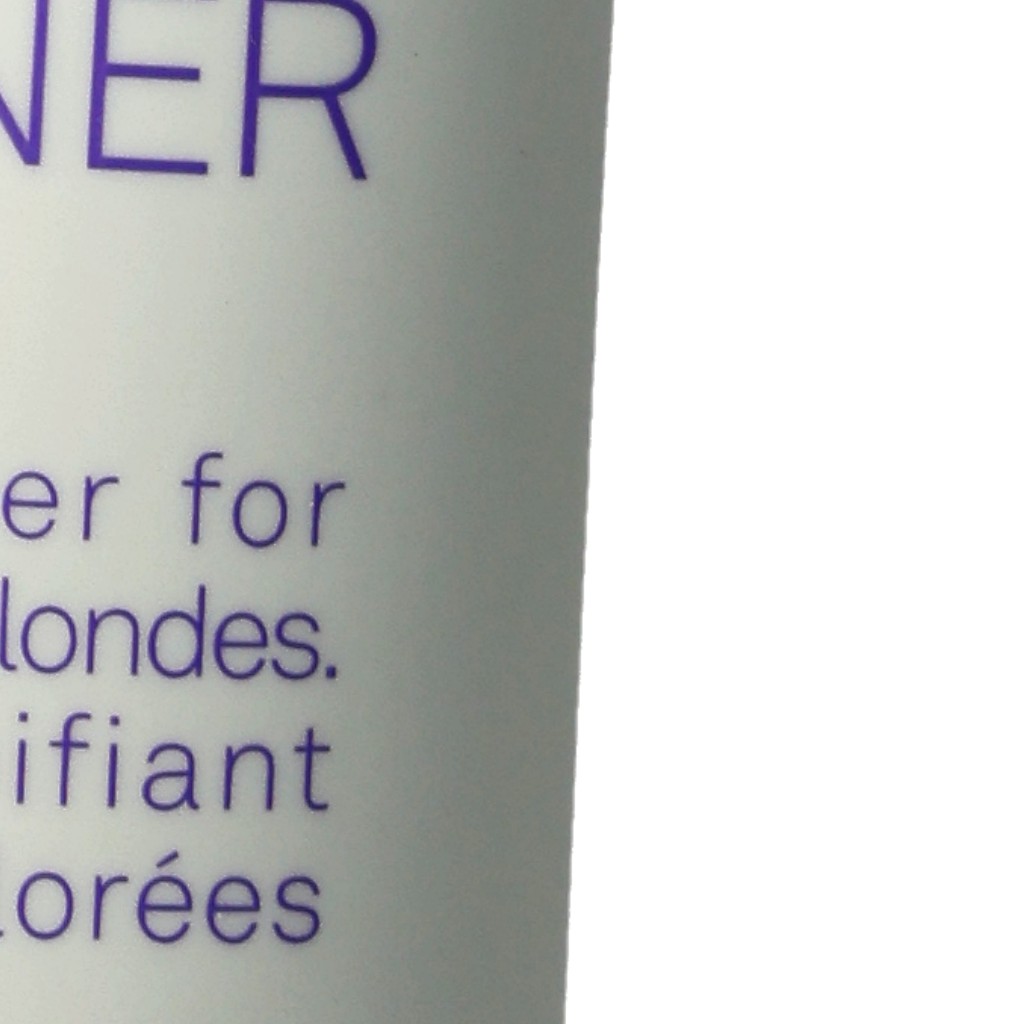 NER
er for
londes.
ifiant
lorées